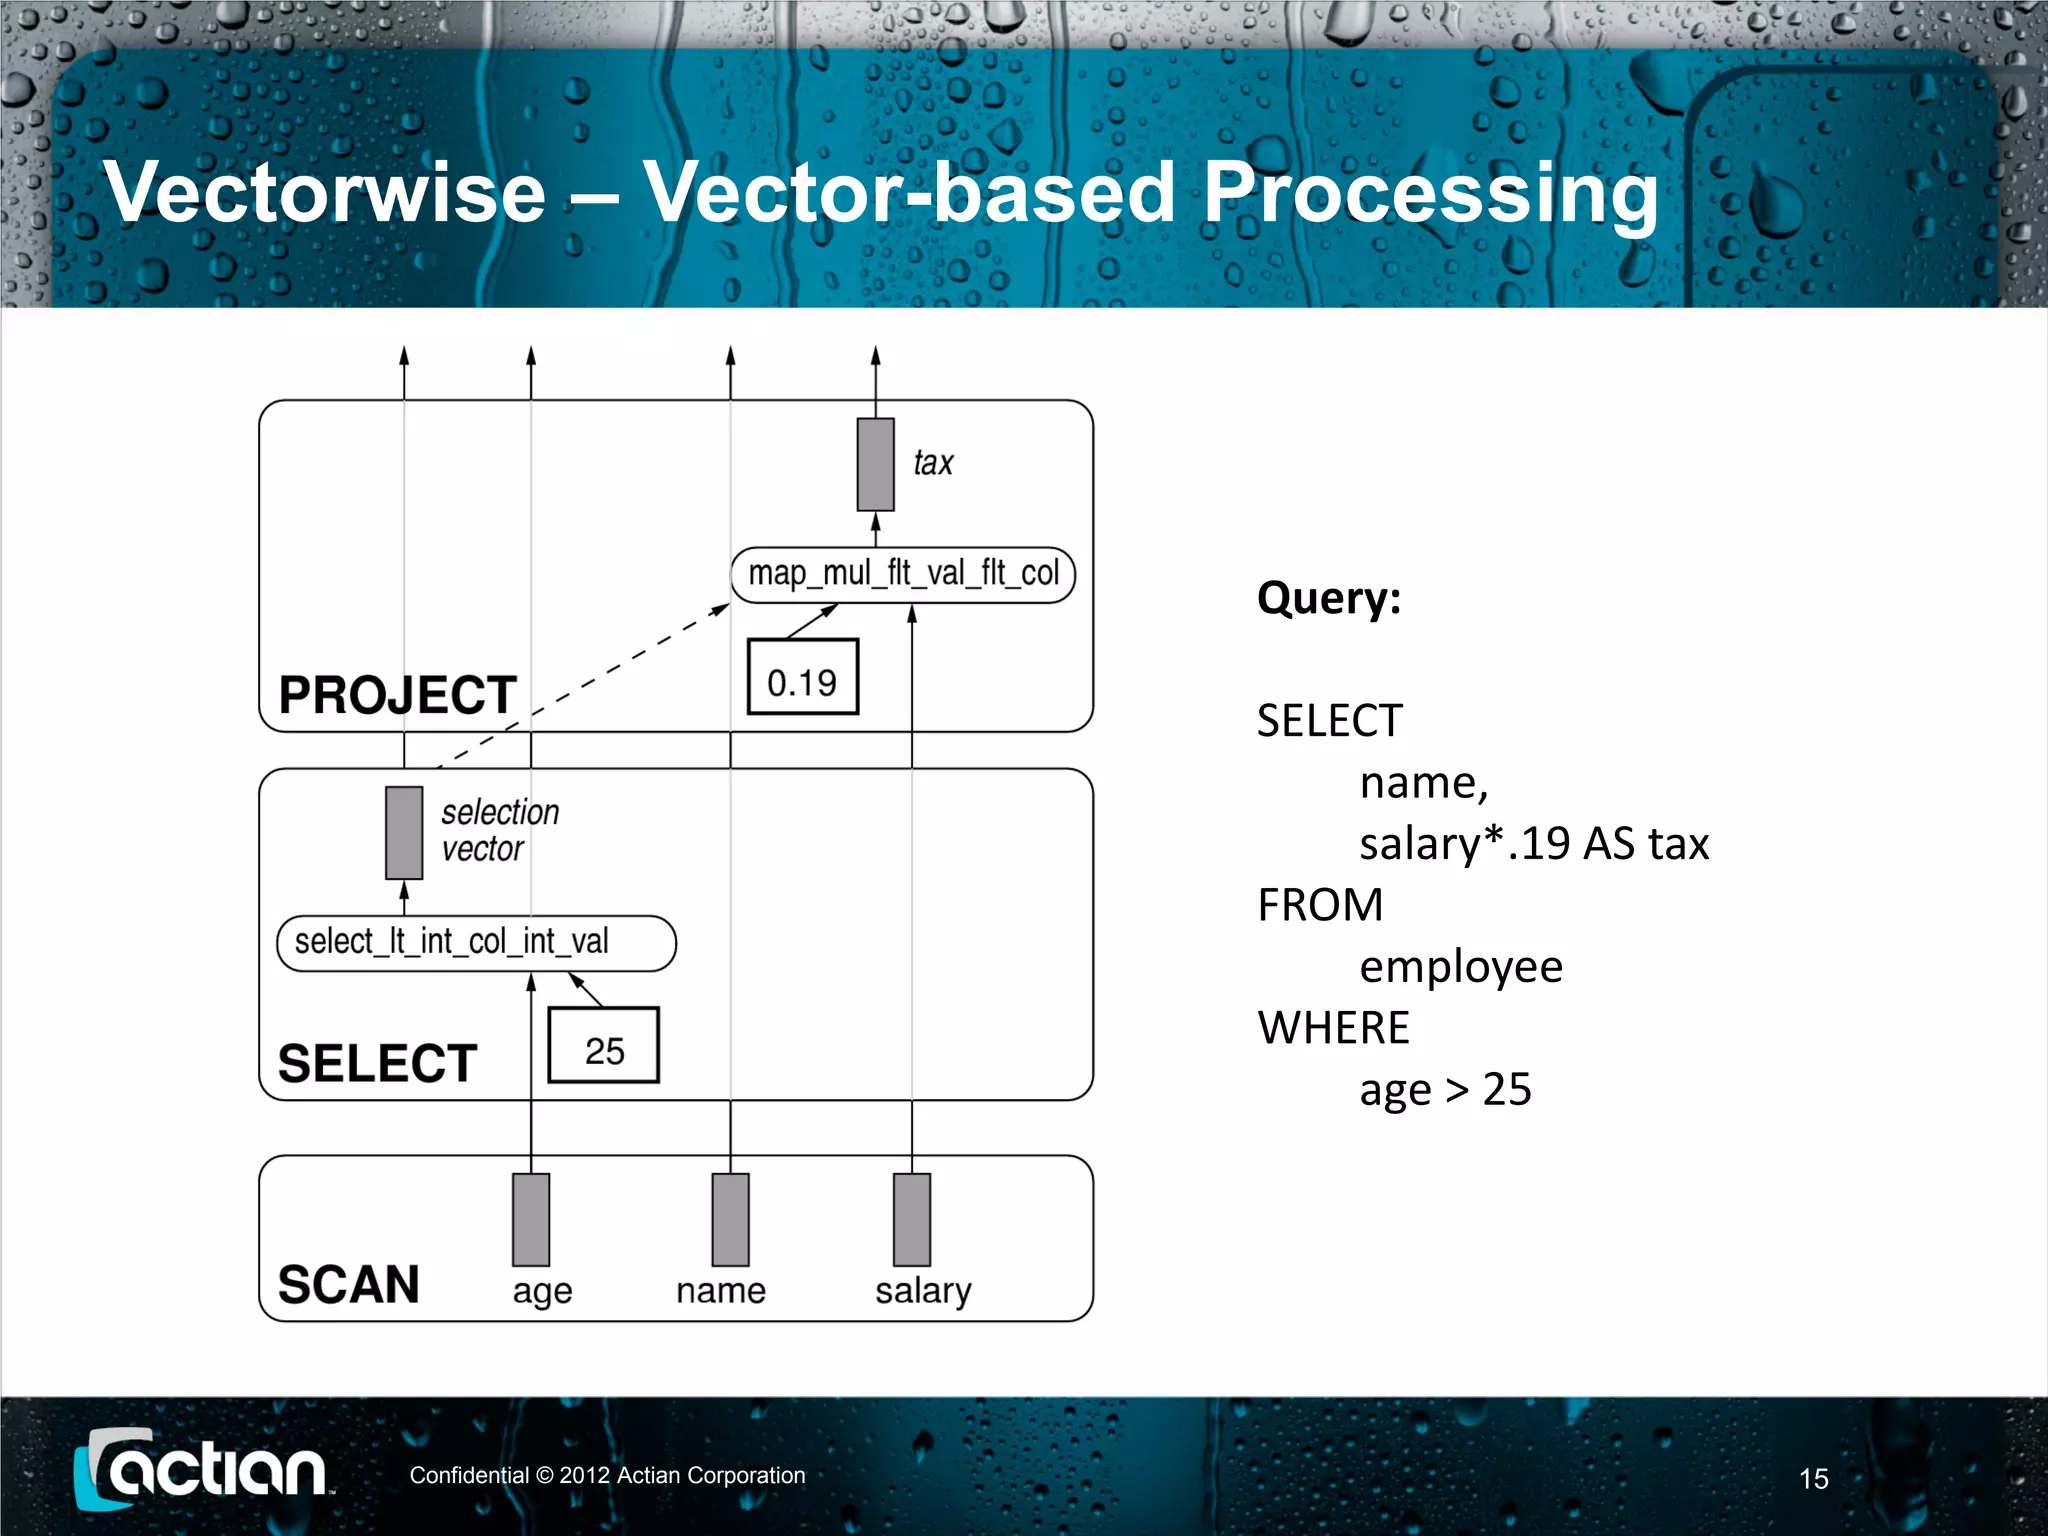 Vectorwise – Vector-based Processing
tax
map_mul_flt_val_flt_col
0.19
PROJECT
selection
vector
select_lt_int_col_int_val
25
SELECT
SCAN
age
name
salary
Query:
SELECT
name,
salary*.19 AS tax
FROM
employee
WHERE
age > 25
actian™
Confidential © 2012 Actian Corporation
15